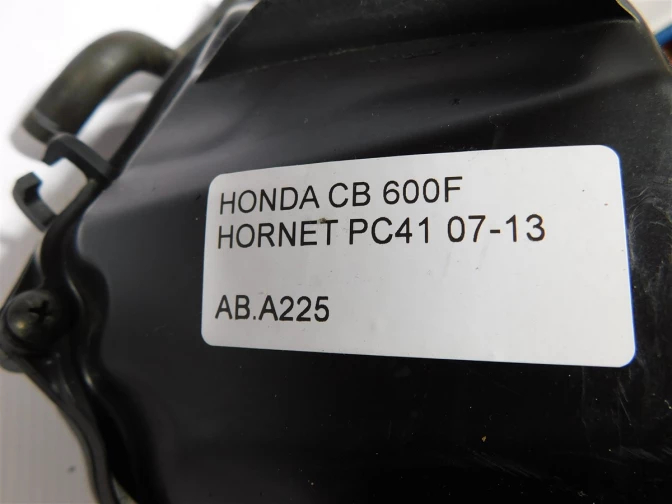 HONDA CB 600F
HORNET PC41 07-13
AB.A225